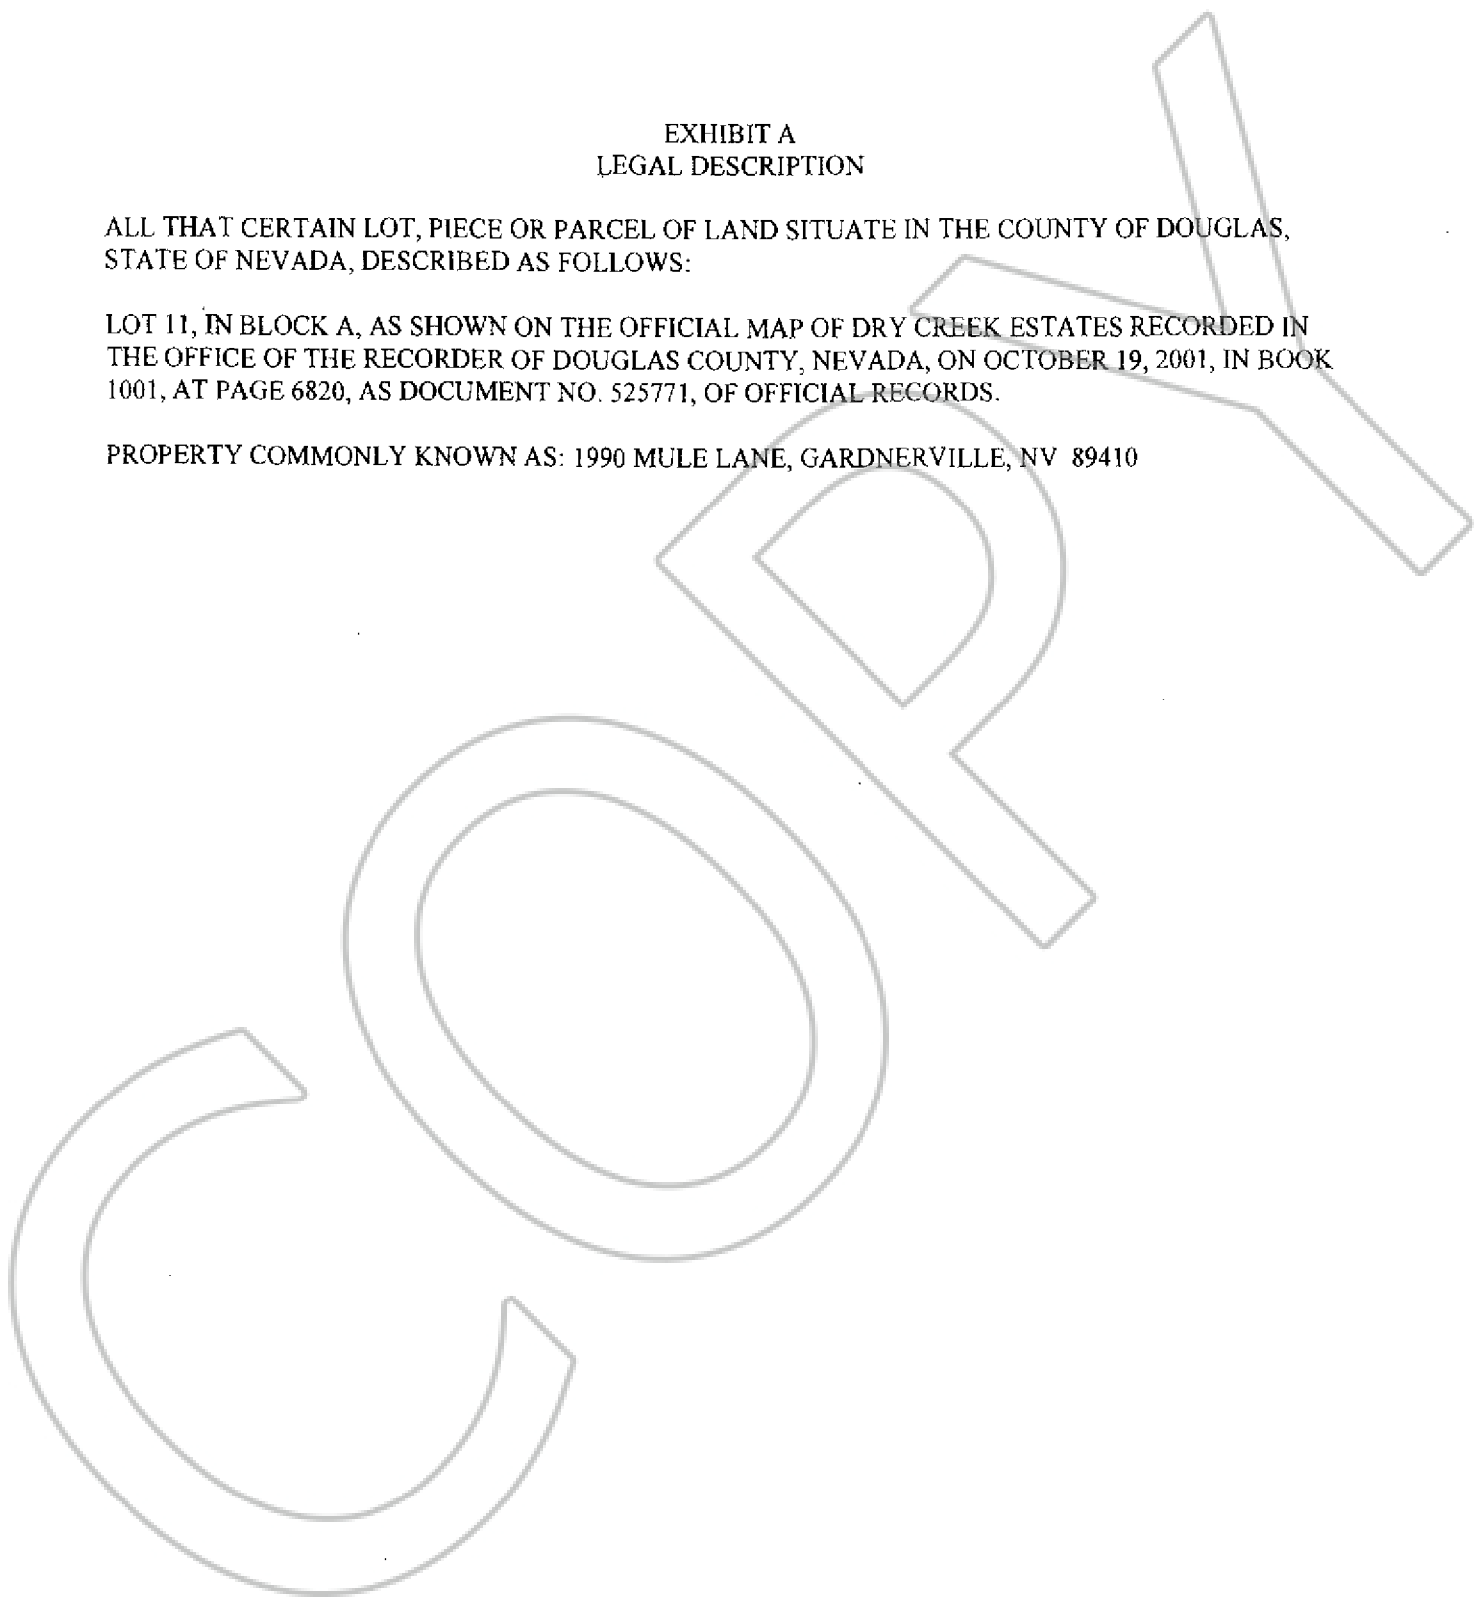 EXHIBIT A
LEGAL DESCRIPTION
ALL THAT CERTAIN LOT, PIECE OR PARCEL OF LAND SITUATE IN THE COUNTY OF DOUGLAS,
STATE OF NEVADA, DESCRIBED AS FOLLOWS:
LOT 11, IN BLOCK A, AS SHOWN ON THE OFFICIAL MAP OF DRY CREEK ESTATES RECORDED IN
THE OFFICE OF THE RECORDER OF DOUGLAS COUNTY, NEVADA, ON OCTOBER 19, 2001, IN BOOK
1001, AT PAGE 6820, AS DOCUMENT NO. 525771, OF OFFICIAL RECORDS.
PROPERTY COMMONLY KNOWN AS: 1990 MULE LANE, GARDNERVILLE, NV 89410
COPY